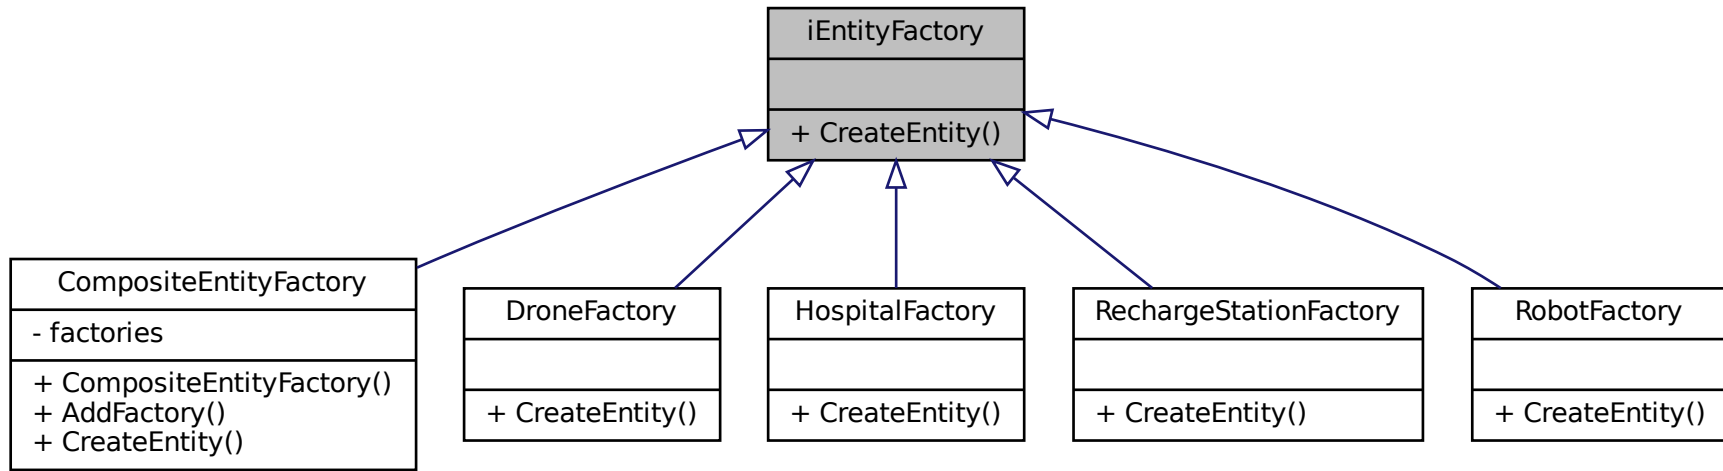 iEntityFactory
+ CreateEntity()
CompositeEntityFactory
- factories
+ CompositeEntityFactory()
+ AddFactory()
+ CreateEntity()
DroneFactory
+ CreateEntity()
HospitalFactory
+ CreateEntity()
RechargeStationFactory
+ CreateEntity()
RobotFactory
+ CreateEntity()